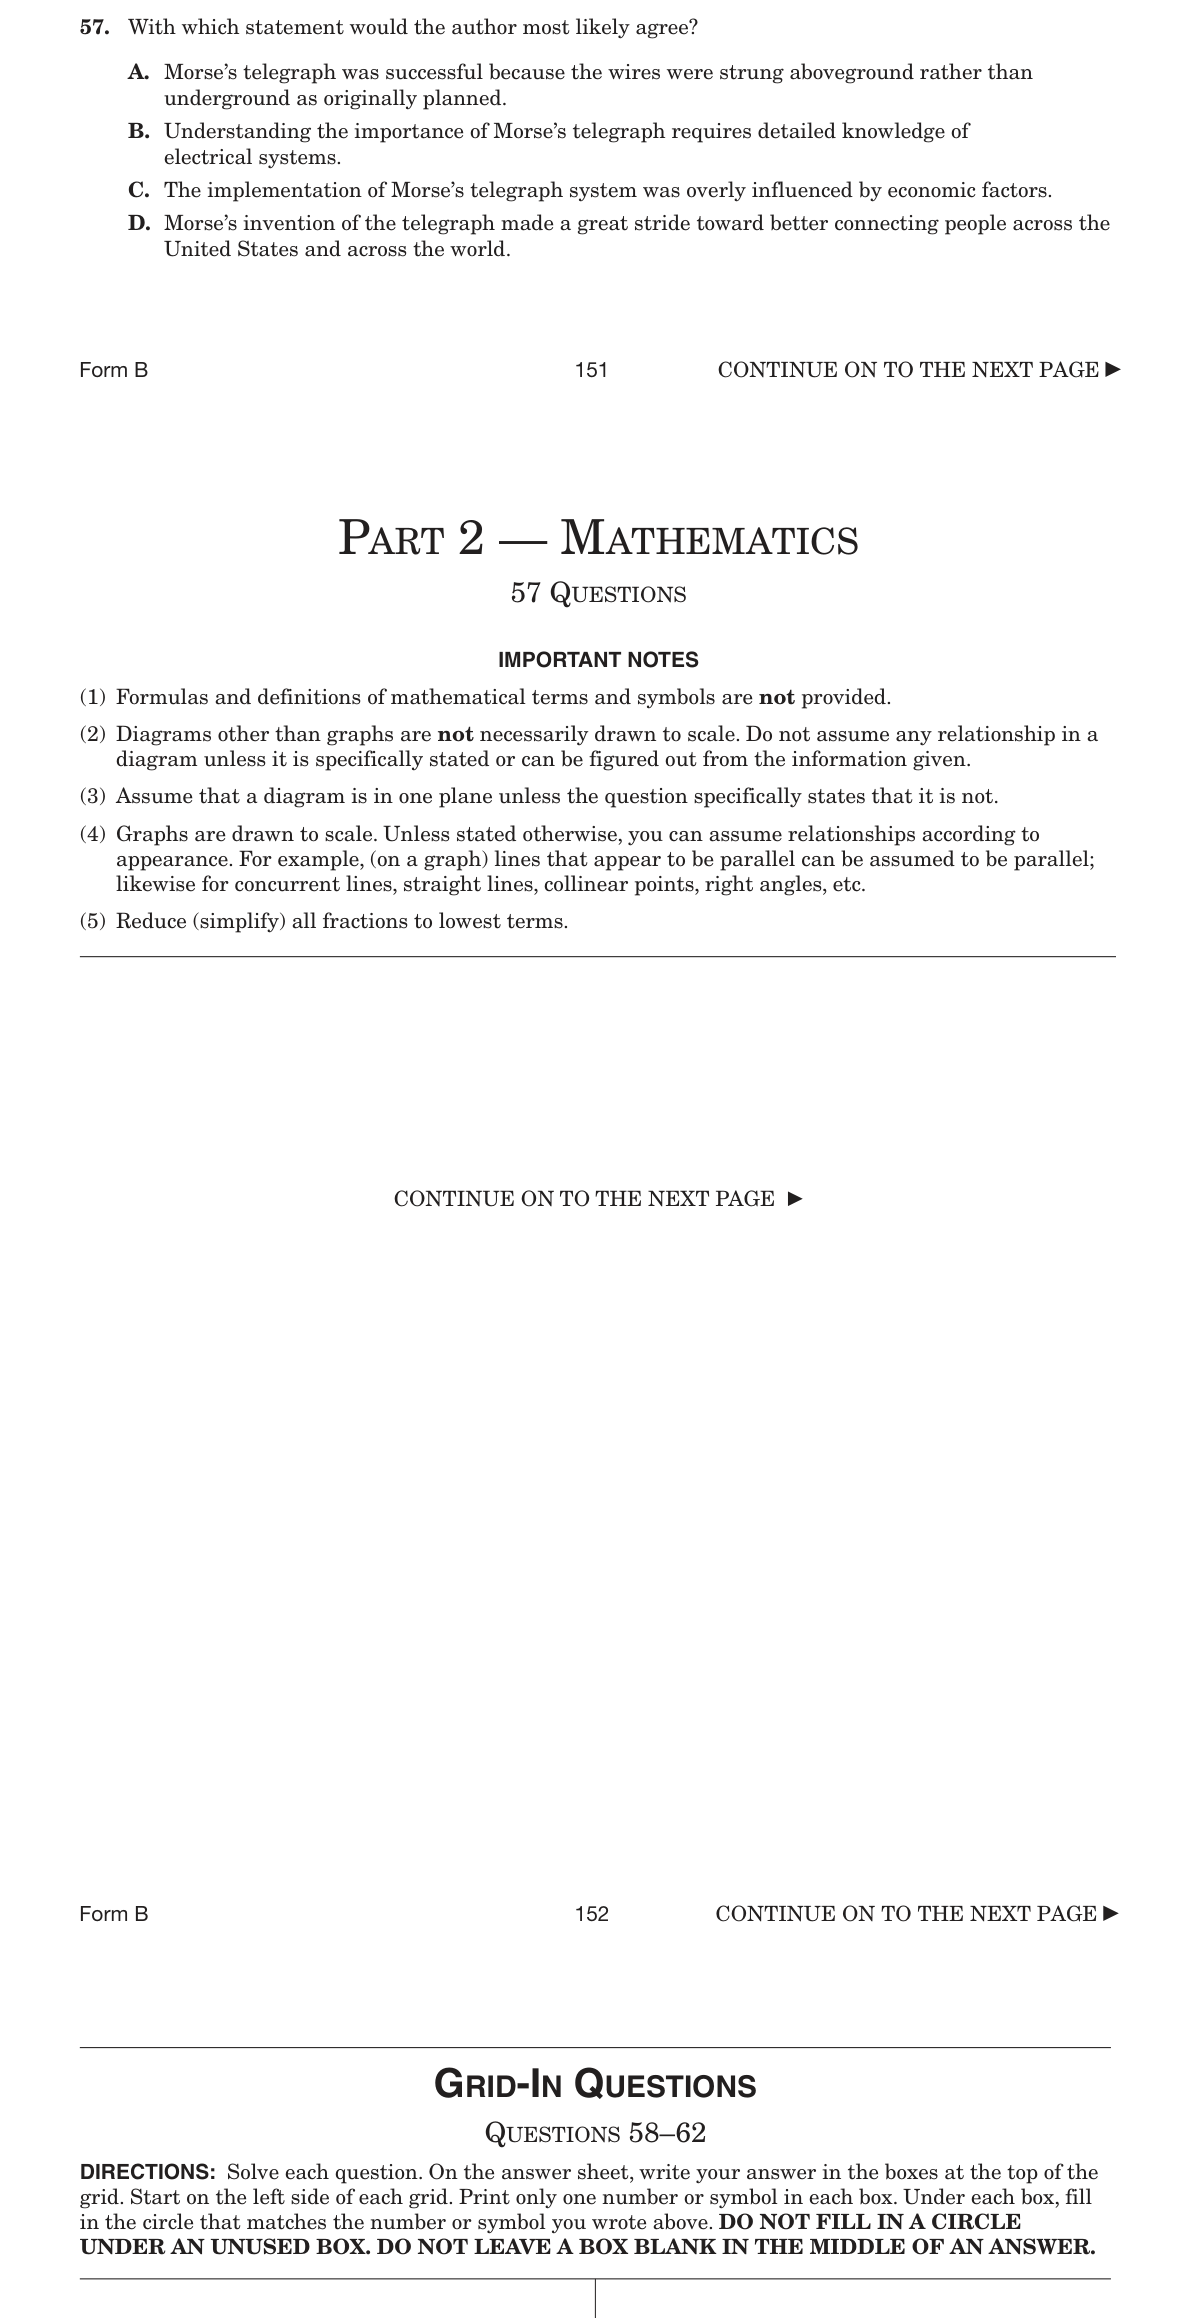 57. With which statement would the author most likely agree?
A. Morse’s telegraph was successful because the wires were strung aboveground rather than
underground as originally planned.
B. Understanding the importance of Morse’s telegraph requires detailed knowledge of
electrical systems.
C. The implementation of Morse’s telegraph system was overly influenced by economic factors.
D. Morse’s invention of the telegraph made a great stride toward better connecting people across the
United States and across the world.
Form B 151 CONTINUE ON TO THE NEXT PAGE ►
PART 2 — MATHEMATICS
57 QUESTIONS
IMPORTANT NOTES
(1) Formulas and definitions of mathematical terms and symbols are not provided.
(2) Diagrams other than graphs are not necessarily drawn to scale. Do not assume any relationship in a
diagram unless it is specifically stated or can be figured out from the information given.
(3) Assume that a diagram is in one plane unless the question specifically states that it is not.
(4) Graphs are drawn to scale. Unless stated otherwise, you can assume relationships according to
appearance. For example, (on a graph) lines that appear to be parallel can be assumed to be parallel;
likewise for concurrent lines, straight lines, collinear points, right angles, etc.
(5) Reduce (simplify) all fractions to lowest terms.
CONTINUE ON TO THE NEXT PAGE ►
Form B 152 CONTINUE ON TO THE NEXT PAGE ►
GRID-IN QUESTIONS
QUESTIONS 58–62
DIRECTIONS: Solve each question. On the answer sheet, write your answer in the boxes at the top of the
grid. Start on the left side of each grid. Print only one number or symbol in each box. Under each box, fill
in the circle that matches the number or symbol you wrote above. DO NOT FILL IN A CIRCLE
UNDER AN UNUSED BOX. DO NOT LEAVE A BOX BLANK IN THE MIDDLE OF AN ANSWER.